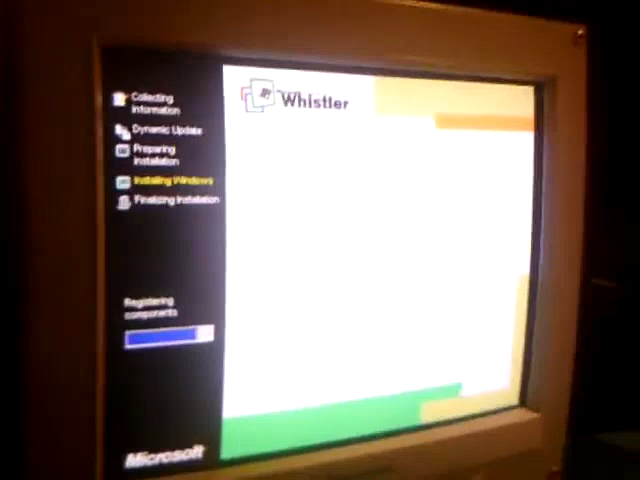 Collecting
information
Dynamic Update
Preparing
installation
Installing Windows
Finalizing installation
Whistler
Registering
components
Microsoft